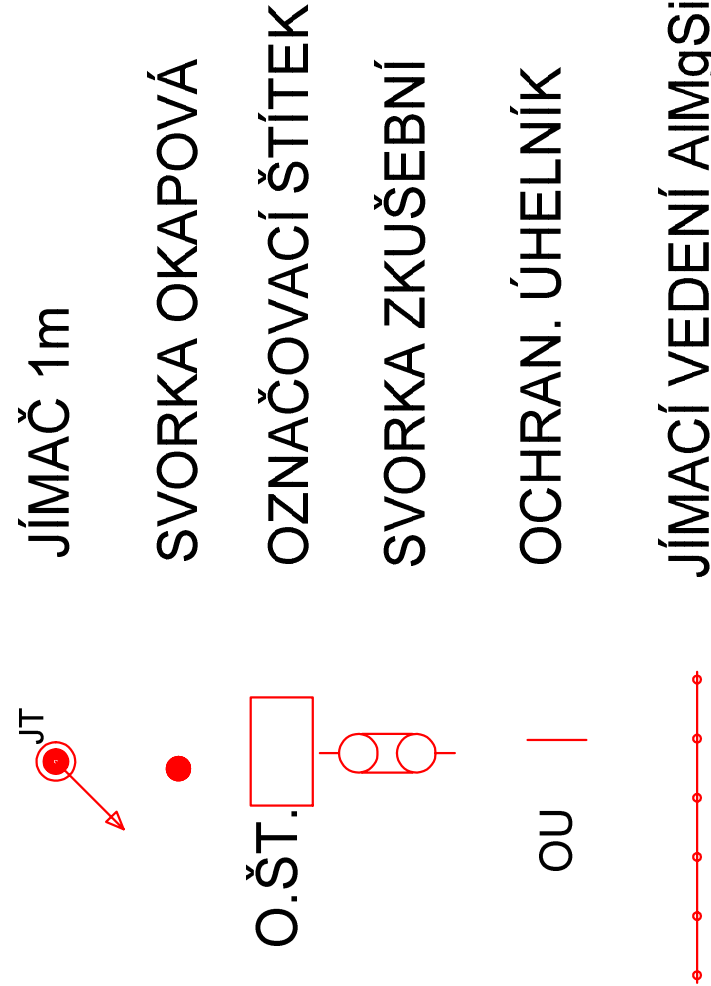 JT JÍMAČ 1m
SVORKA OKAPOVÁ
O.ŠT. OZNAČOVACÍ ŠTÍTEK
SVORKA ZKUŠEBNÍ
OU OCHRAN. ÚHELNÍK
JÍMACÍ VEDENÍ AlMgSi